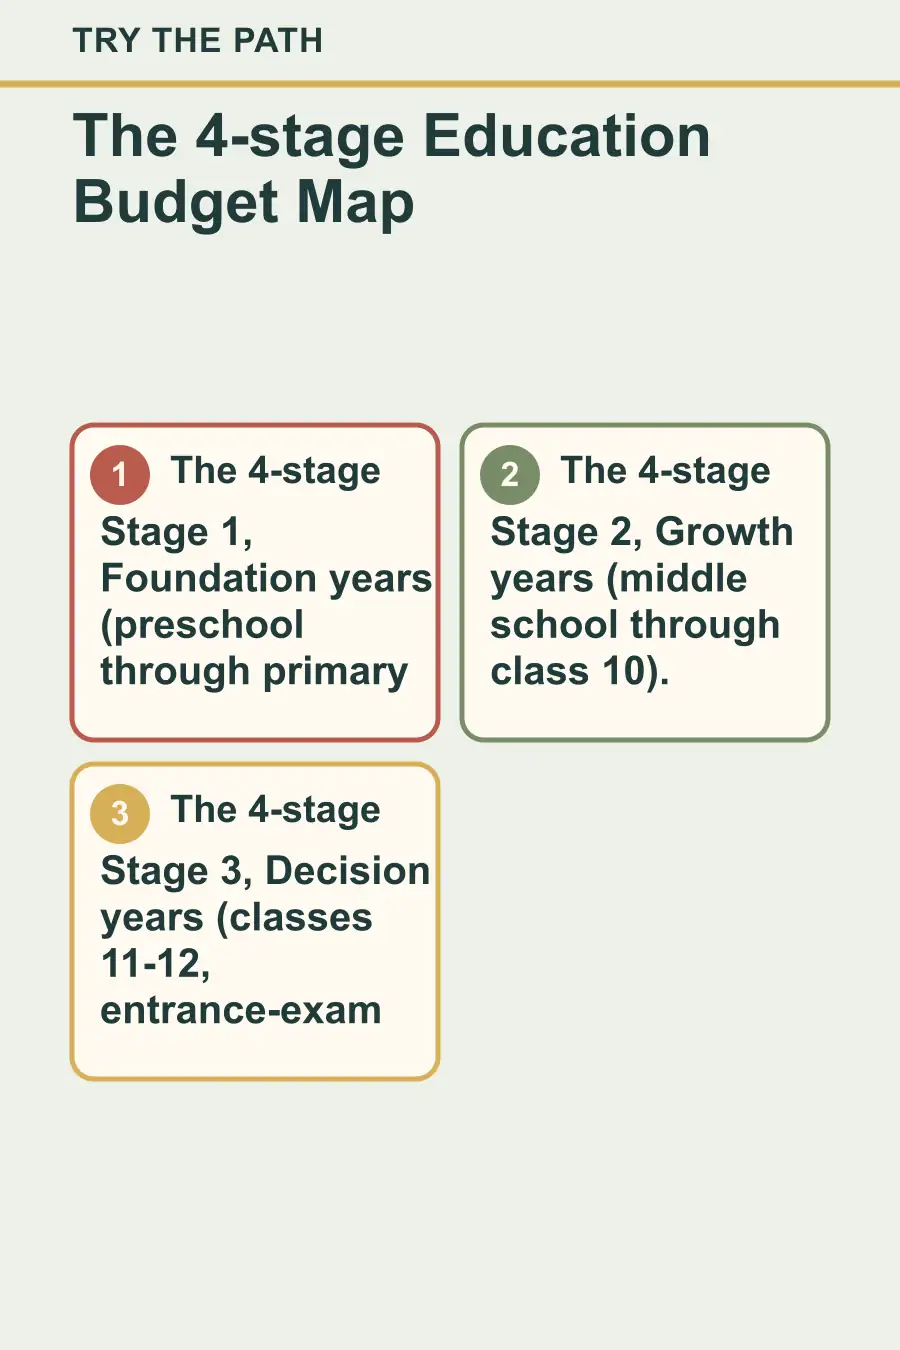 TRY THE PATH
The 4-stage Education
Budget Map
1 The 4-stage
Stage 1,
Foundation years
(preschool
through primary
2 The 4-stage
Stage 2, Growth
years (middle
school through
class 10).
3 The 4-stage
Stage 3, Decision
years (classes
11-12,
entrance-exam